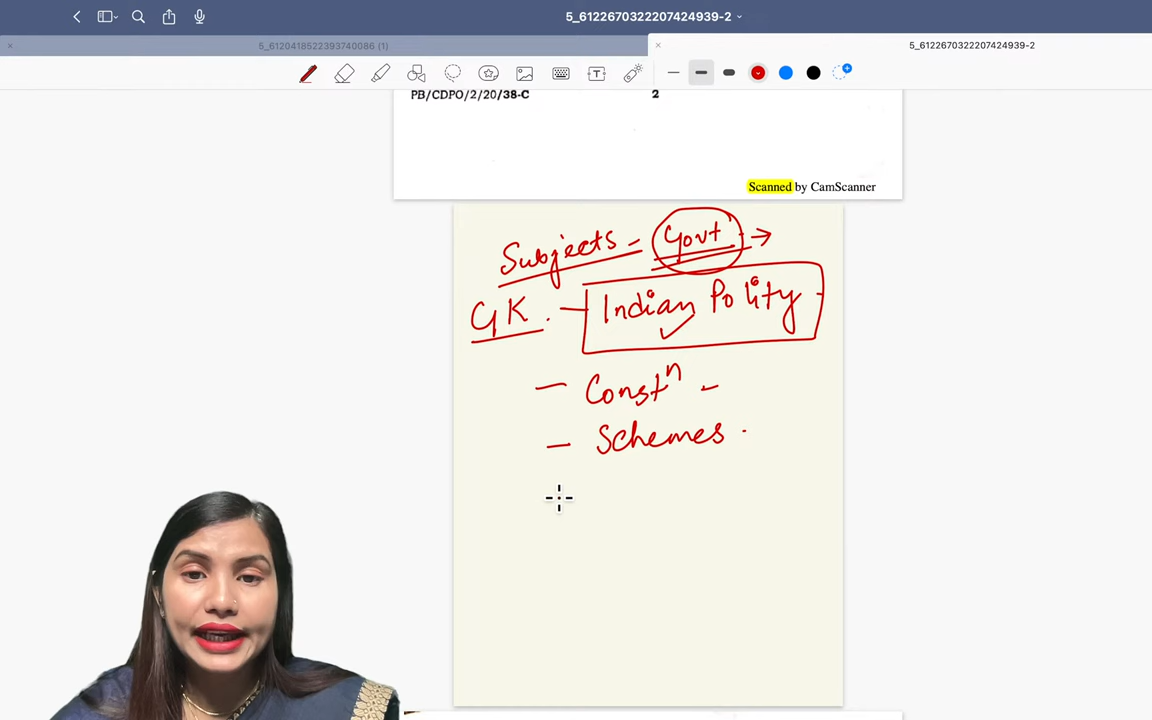 5_6122670322207424939-2
5_6120418522393740086 (1)
5_6122670322207424939-2
PB/CDPO/2/20/38-C 2
Scanned by CamScanner
Subjects = Govt →
GK. - Indian Polity
- Constⁿ -
- Schemes.